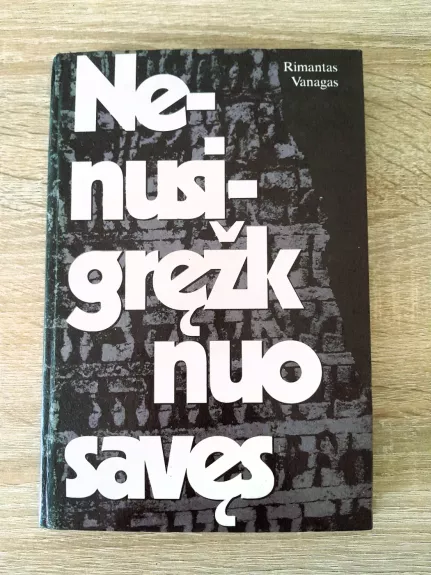 Rimantas
Vanagas
Ne-
nusi-
gręžk
nuo
savęs